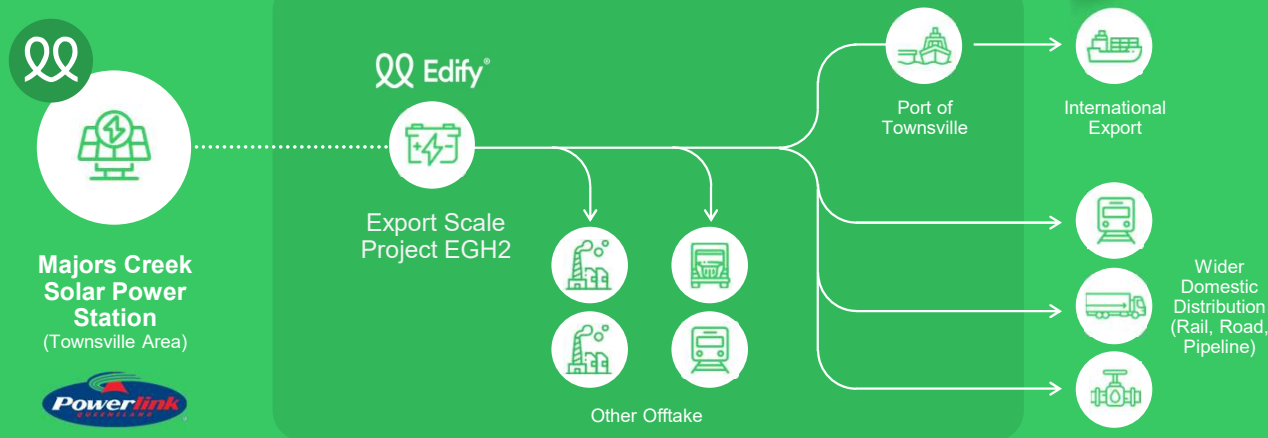 Edify®
Port of
Townsville
International
Export
Export Scale
Project EGH2
Majors Creek
Solar Power
Station
(Townsville Area)
Wider
Domestic
Distribution
(Rail, Road,
Pipeline)
Powerlink
QUEENSLAND
Other Offtake